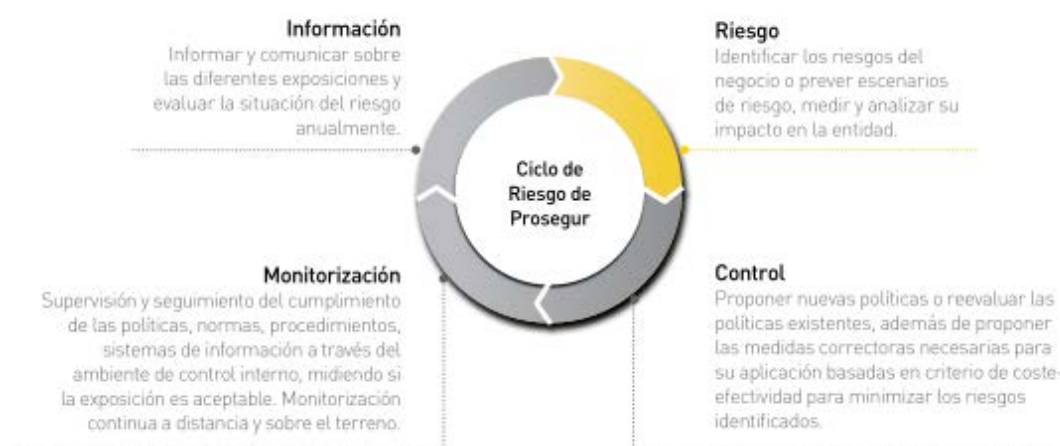 Información
Informar y comunicar sobre
las diferentes exposiciones y
evaluar la situación del riesgo
anualmente.
Riesgo
Identificar los riesgos del
negocio o prever escenarios
de riesgo, medir y analizar su
impacto en la entidad.
Ciclo de
Riesgo de
Prosegur
Monitorización
Supervisión y seguimiento del cumplimiento
de las políticas, normas, procedimientos,
sistemas de información a través del
ambiente de control interno, midiendo si
la exposición es aceptable. Monitorización
continua a distancia y sobre el terreno.
Control
Proponer nuevas políticas o reevaluar las
políticas existentes, además de proponer
las medidas correctoras necesarias para
su aplicación basadas en criterio de coste-
efectividad para minimizar los riesgos
identificados.